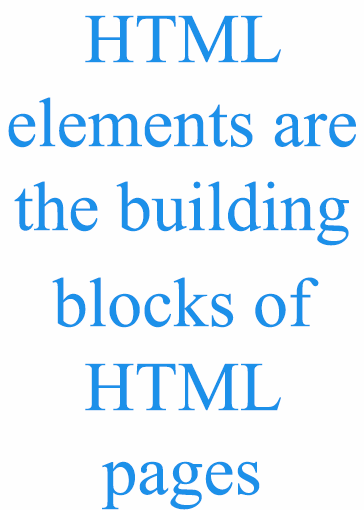 HTML
elements are
the building
blocks of
HTML
pages